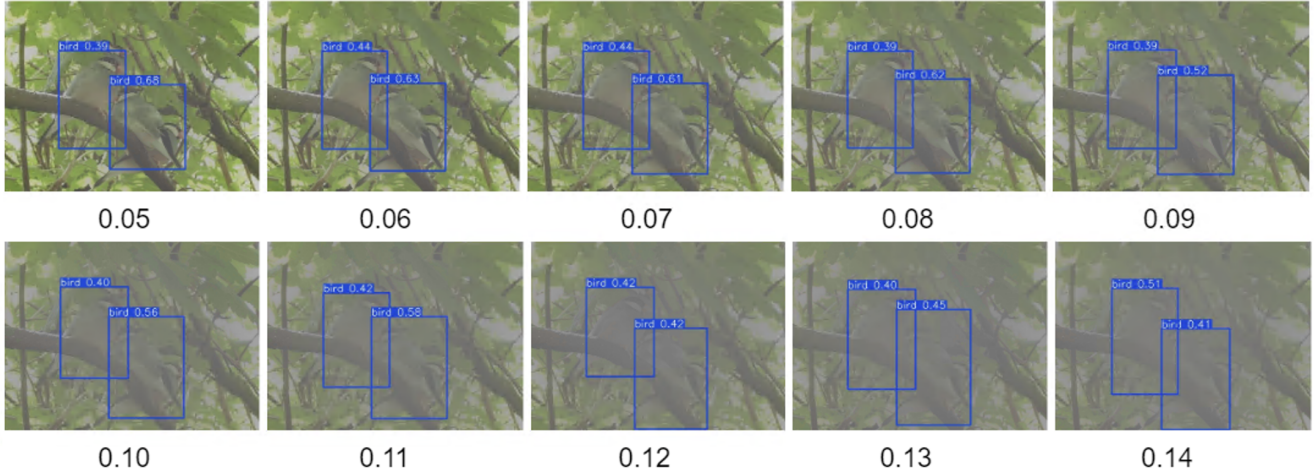 bird 0.39
bird 0.68
bird 0.44
bird 0.63
bird 0.44
bird 0.61
bird 0.39
bird 0.62
bird 0.39
bird 0.52
0.05
0.06
0.07
0.08
0.09
bird 0.40
bird 0.56
bird 0.42
bird 0.58
bird 0.42
bird 0.42
bird 0.40
bird 0.45
bird 0.51
bird 0.41
0.10
0.11
0.12
0.13
0.14